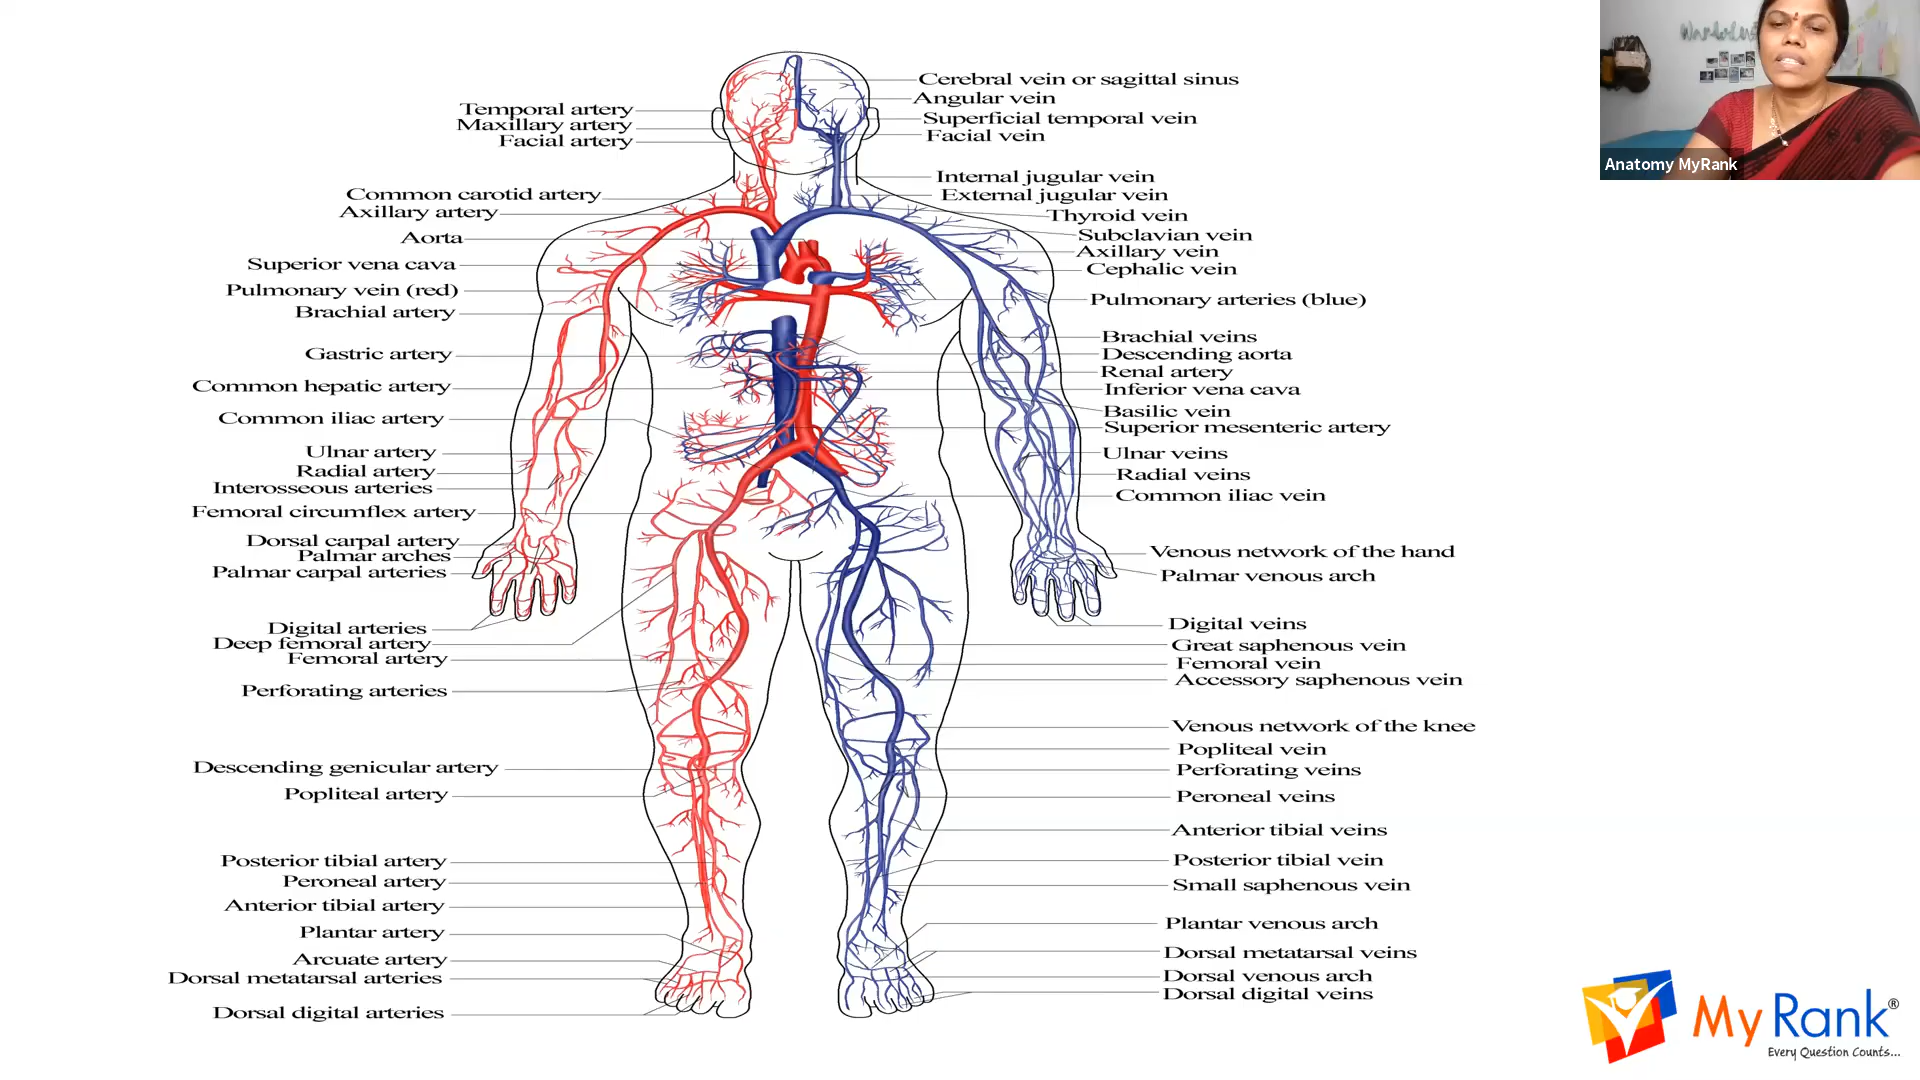 Temporal artery
Maxillary artery
Facial artery
Common carotid artery
Axillary artery
Aorta
Superior vena cava
Pulmonary vein (red)
Brachial artery
Gastric artery
Common hepatic artery
Common iliac artery
Ulnar artery
Radial artery
Interosseous arteries
Femoral circumflex artery
Dorsal carpal artery
Palmar arches
Palmar carpal arteries
Digital arteries
Deep femoral artery
Femoral artery
Perforating arteries
Descending genicular artery
Popliteal artery
Posterior tibial artery
Peroneal artery
Anterior tibial artery
Plantar artery
Arcuate artery
Dorsal metatarsal arteries
Dorsal digital arteries
Cerebral vein or sagittal sinus
Angular vein
Superficial temporal vein
Facial vein
Internal jugular vein
External jugular vein
Thyroid vein
Subclavian vein
Axillary vein
Cephalic vein
Pulmonary arteries (blue)
Brachial veins
Descending aorta
Renal artery
Inferior vena cava
Basilic vein
Superior mesenteric artery
Ulnar veins
Radial veins
Common iliac vein
Venous network of the hand
Palmar venous arch
Digital veins
Great saphenous vein
Femoral vein
Accessory saphenous vein
Venous network of the knee
Popliteal vein
Perforating veins
Peroneal veins
Anterior tibial veins
Posterior tibial vein
Small saphenous vein
Plantar venous arch
Dorsal metatarsal veins
Dorsal venous arch
Dorsal digital veins
Anatomy MyRank
My Rank®
Every Question Counts...